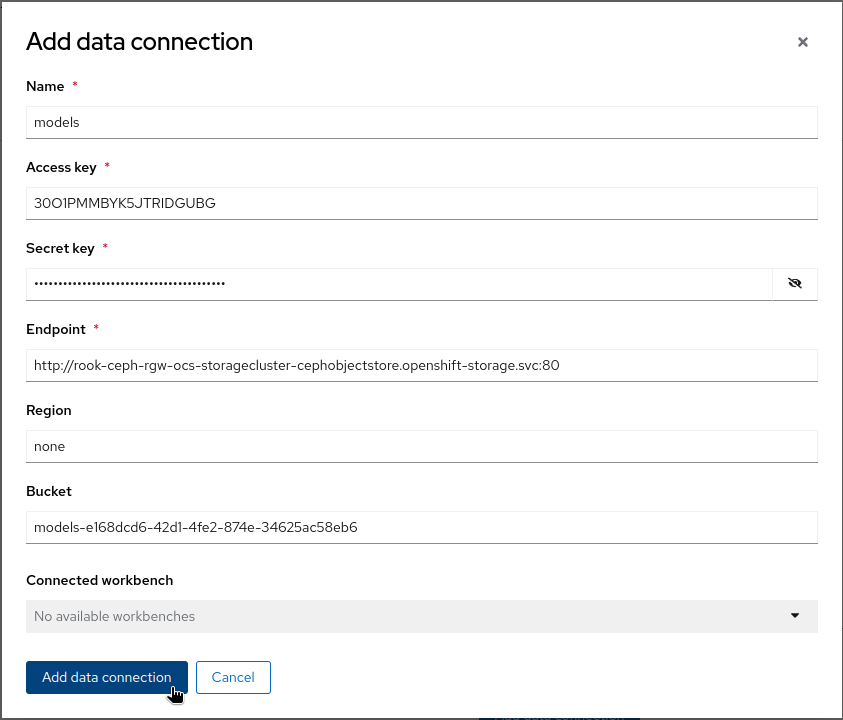 Add data connection
Name *
models
Access key *
30O1PMMBYK5JTRIDGUBG
Secret key *
••••••••••••••••••••••••••••••••••••••••
Endpoint *
http://rook-ceph-rgw-ocs-storagecluster-cephobjectstore.openshift-storage.svc:80
Region
none
Bucket
models-e168dcd6-42d1-4fe2-874e-34625ac58eb6
Connected workbench
No available workbenches
Add data connection Cancel